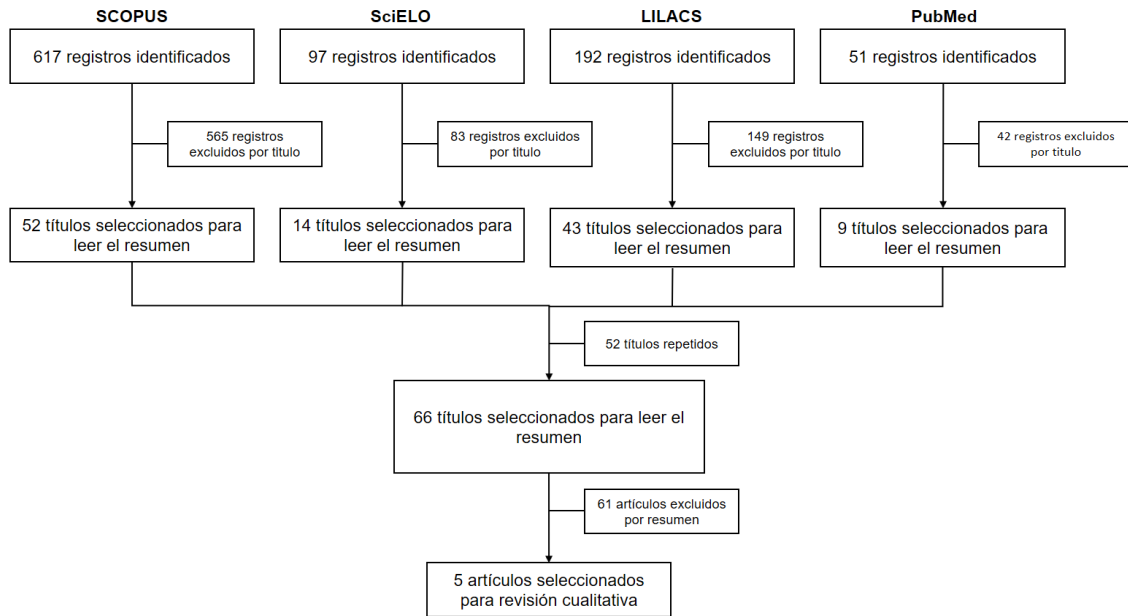 SCOPUS
SciELO
LILACS
PubMed
617 registros identificados
97 registros identificados
192 registros identificados
51 registros identificados
565 registros
excluidos por titulo
83 registros excluidos
por titulo
149 registros
excluidos por titulo
42 registros excluidos
por titulo
52 títulos seleccionados para
leer el resumen
14 títulos seleccionados para
leer el resumen
43 títulos seleccionados para
leer el resumen
9 títulos seleccionados para
leer el resumen
52 títulos repetidos
66 títulos seleccionados para leer el
resumen
61 artículos excluidos
por resumen
5 artículos seleccionados
para revisión cualitativa